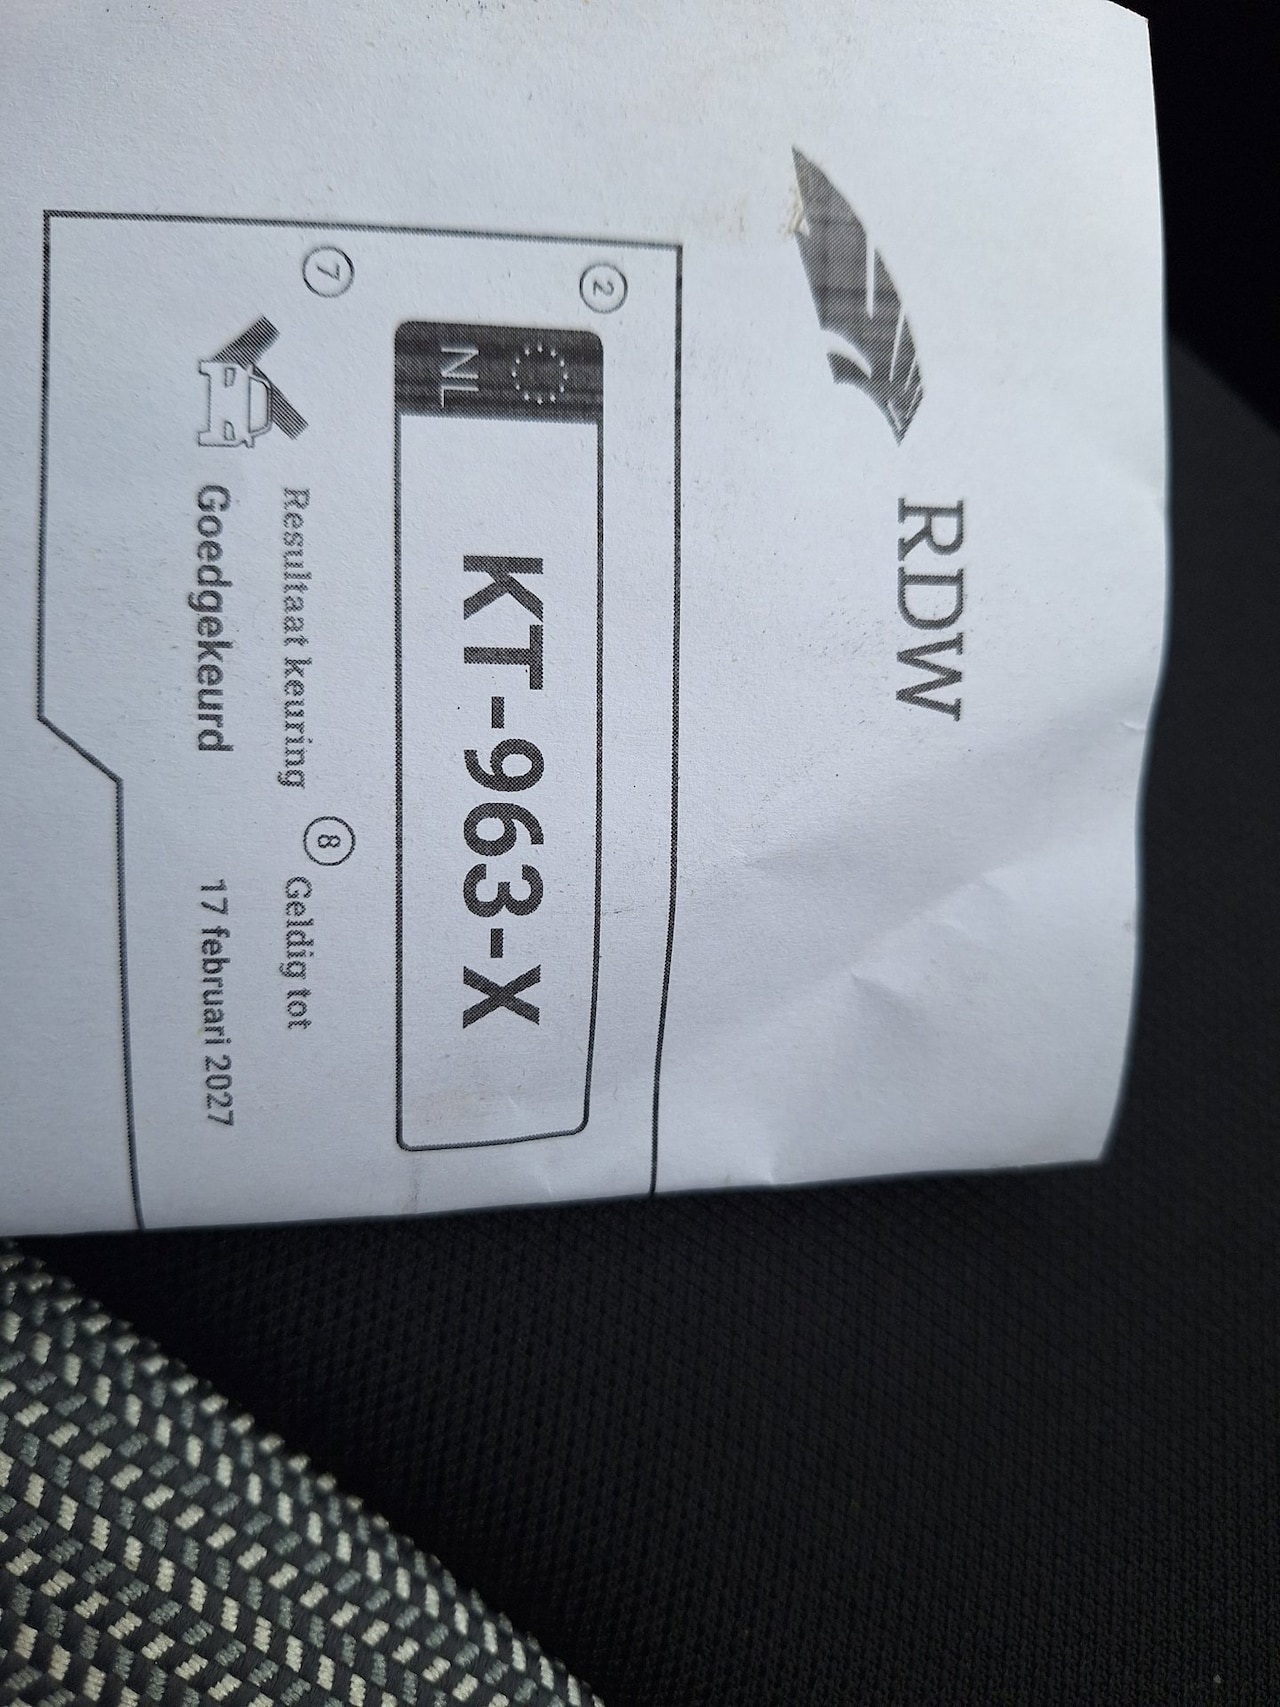 RDW
2
NL KT-963-X
7 Resultaat keuring 8 Geldig tot
Goedgekeurd 17 februari 2027